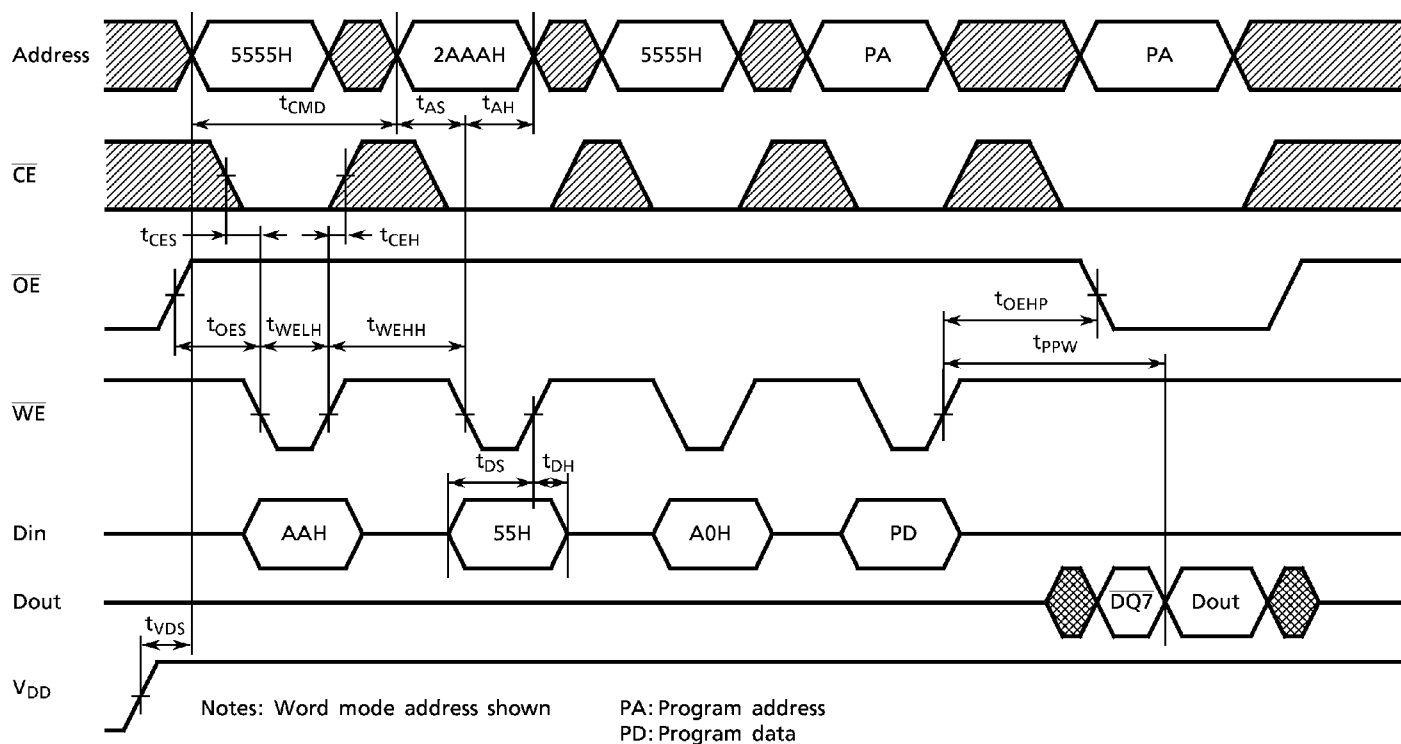 Address 5555H 2AAAH 5555H PA PA
tCMD tAS tAH
CE
tCES tCEH
OE
tOES tWELH tWEHH tOEHP
tPPW
WE
tDS tDH
Din AAH 55H A0H PD
Dout DQ7 Dout
tVDS
VDD
Notes: Word mode address shown PA: Program address
PD: Program data